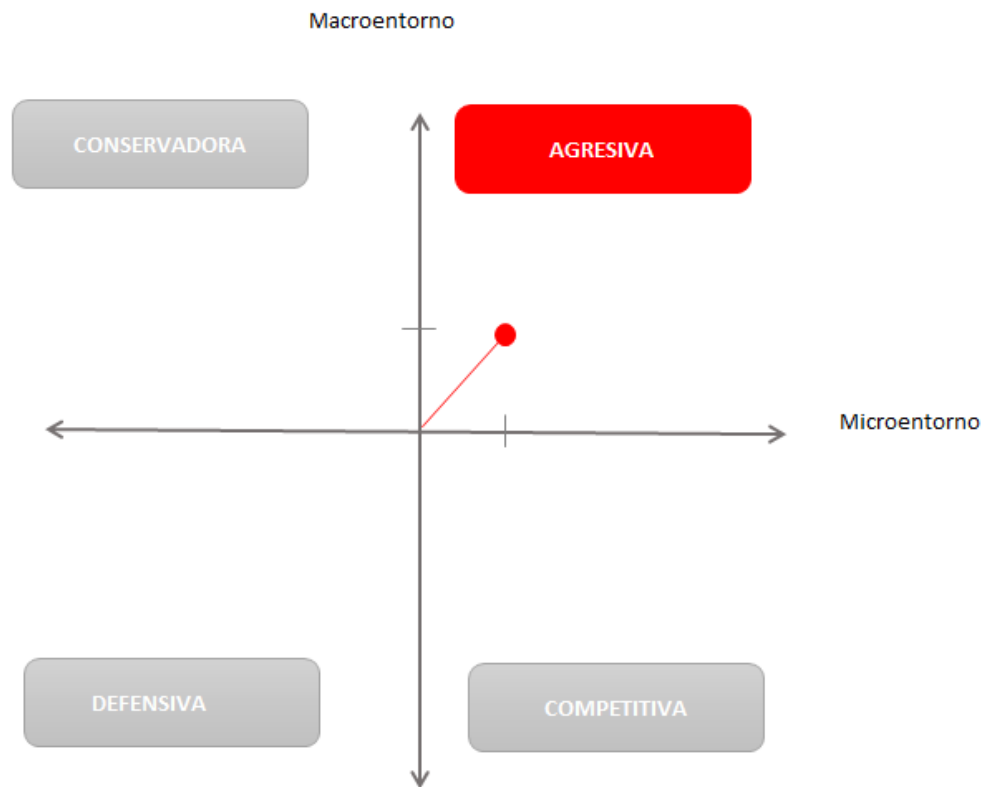 Macroentorno
CONSERVADORA
AGRESIVA
Microentorno
DEFENSIVA
COMPETITIVA